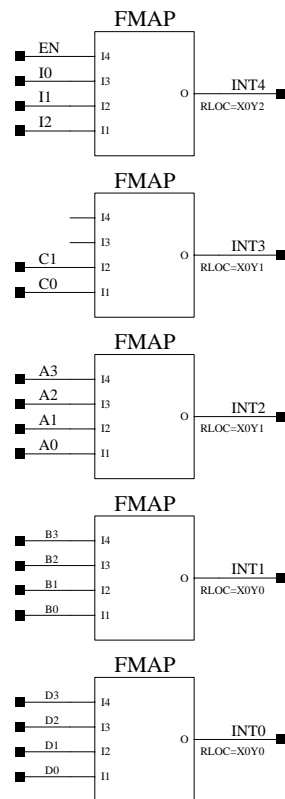 FMAP
EN I4
I0 I3
INT4
O
I1 I2
RLOC=X0Y2
I2 I1
FMAP
I4
I3
INT3
O
C1 I2
RLOC=X0Y1
C0 I1
FMAP
A3 I4
A2 I3
INT2
O
A1 I2
RLOC=X0Y1
A0 I1
FMAP
B3 I4
B2 I3
INT1
O
B1 I2
RLOC=X0Y0
B0 I1
FMAP
D3 I4
D2 I3
INT0
O
D1 I2
RLOC=X0Y0
D0 I1